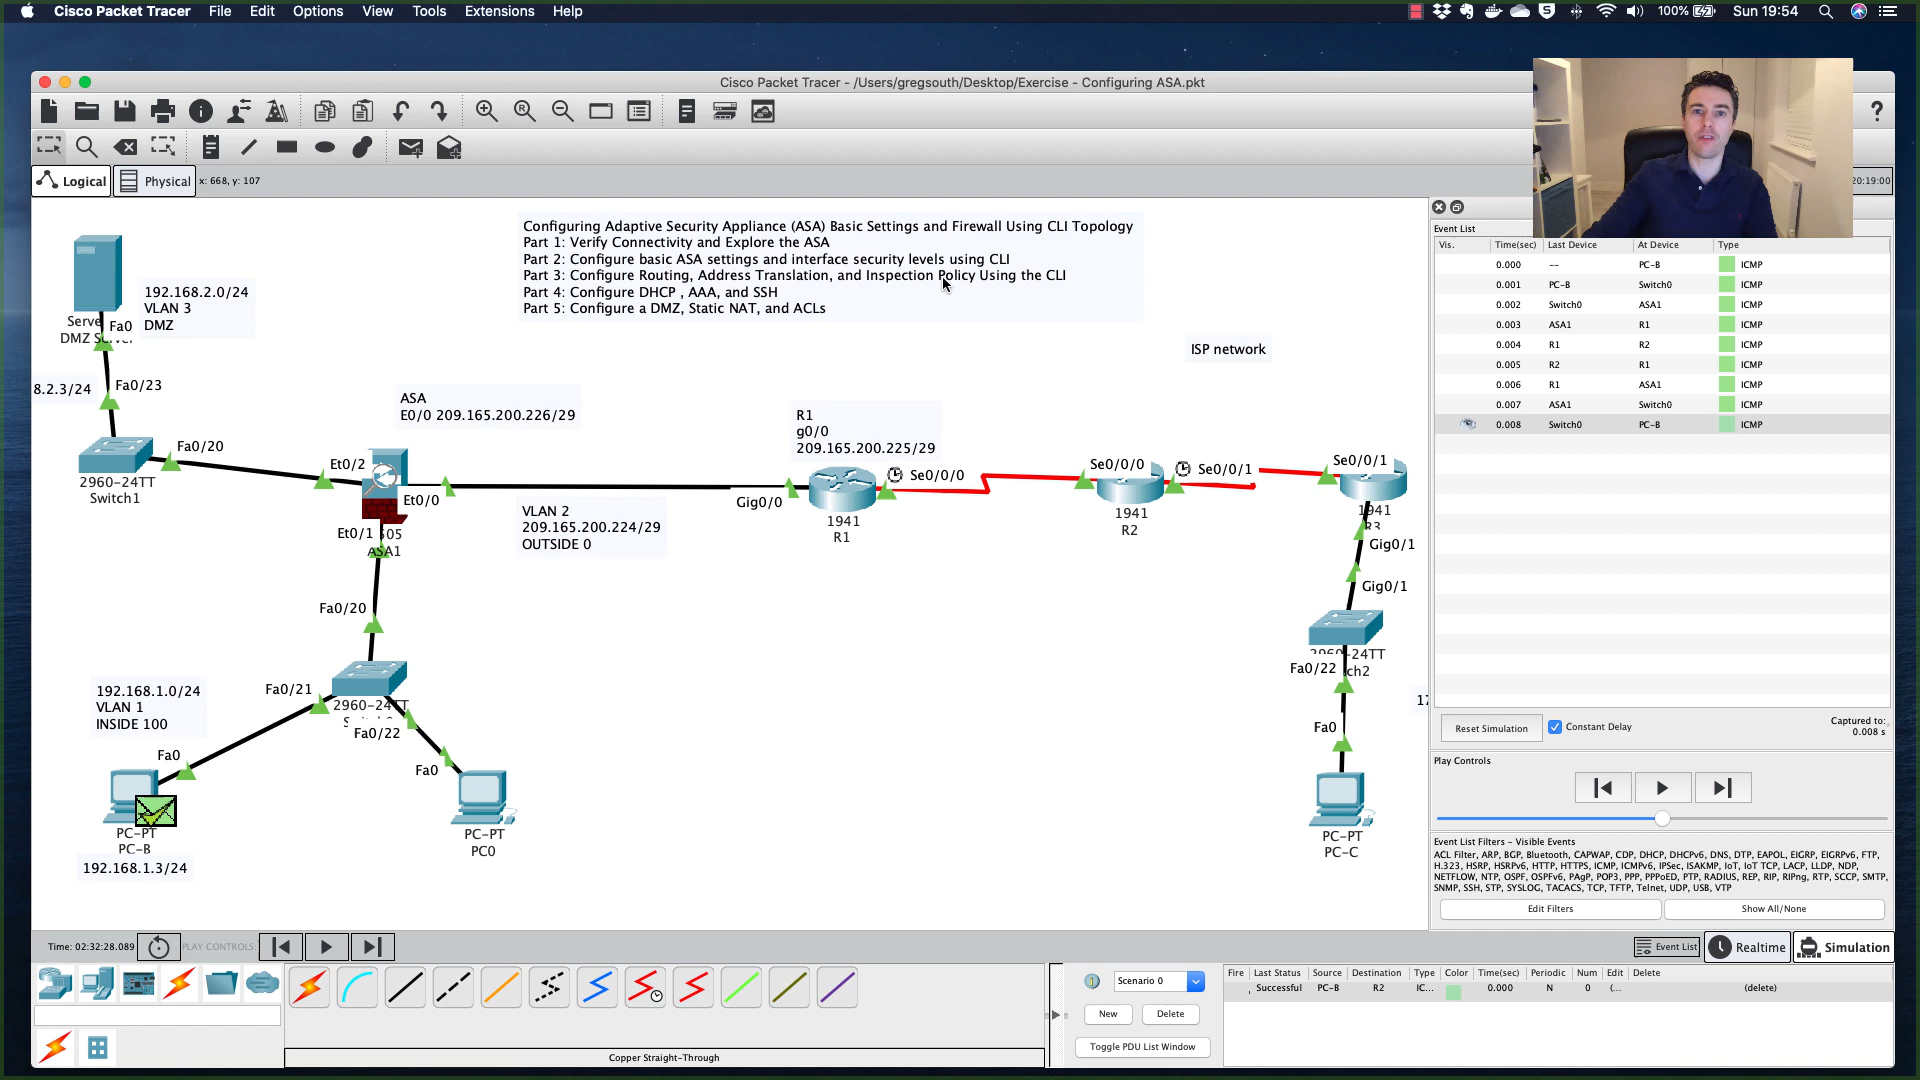 Cisco Packet Tracer File Edit Options View Tools Extensions Help
100% Sun 19:54
Cisco Packet Tracer - /Users/gregsouth/Desktop/Exercise - Configuring ASA.pkt
Logical Physical x: 668, y: 107
20:19:00
Configuring Adaptive Security Appliance (ASA) Basic Settings and Firewall Using CLI Topology
Part 1: Verify Connectivity and Explore the ASA
Part 2: Configure basic ASA settings and interface security levels using CLI
Part 3: Configure Routing, Address Translation, and Inspection Policy Using the CLI
Part 4: Configure DHCP , AAA, and SSH
Part 5: Configure a DMZ, Static NAT, and ACLs
192.168.2.0/24
VLAN 3
DMZ
Fa0
DMZ
8.2.3/24
Fa0/23
Fa0/20
2960-24TT
Switch1
ASA
E0/0 209.165.200.226/29
Et0/2
Et0/0
Et0/1
ASA1
VLAN 2
209.165.200.224/29
OUTSIDE 0
R1
g0/0
209.165.200.225/29
Gig0/0
Se0/0/0
1941
R1
ISP network
Se0/0/0
Se0/0/1
1941
R2
Se0/0/1
1941
R3
Gig0/1
Gig0/1
2960-24TT
Fa0/22
Fa0
PC-PT
PC-C
Fa0/20
192.168.1.0/24
VLAN 1
INSIDE 100
Fa0/21
2960-24TT
Fa0/22
Fa0
Fa0
PC-PT
PC-B
192.168.1.3/24
PC-PT
PC0
Event List
Vis. Time(sec) Last Device At Device Type
0.000 -- PC-B ICMP
0.001 PC-B Switch0 ICMP
0.002 Switch0 ASA1 ICMP
0.003 ASA1 R1 ICMP
0.004 R1 R2 ICMP
0.005 R2 R1 ICMP
0.006 R1 ASA1 ICMP
0.007 ASA1 Switch0 ICMP
0.008 Switch0 PC-B ICMP
Reset Simulation Constant Delay Captured to:
0.008 s
Play Controls
Event List Filters - Visible Events
ACL Filter, ARP, BGP, Bluetooth, CAPWAP, CDP, DHCP, DHCPv6, DNS, DTP, EAPOL, EIGRP, EIGRPv6, FTP,
H.323, HSRP, HSRPv6, HTTP, HTTPS, ICMP, ICMPv6, IPSec, ISAKMP, IoT, IoT TCP, LACP, LLDP, NDP,
NETFLOW, NTP, OSPF, OSPFv6, PAgP, POP3, PPP, PPPoED, PTP, RADIUS, REP, RIP, RIPng, RTP, SCCP, SMTP,
SNMP, SSH, STP, SYSLOG, TACACS, TCP, TFTP, Telnet, UDP, USB, VTP
Edit Filters Show All/None
Time: 02:32:28.089 PLAY CONTROLS: Event List Realtime Simulation
Scenario 0
New Delete
Toggle PDU List Window
Copper Straight-Through
Fire Last Status Source Destination Type Color Time(sec) Periodic Num Edit Delete
Successful PC-B R2 IC... 0.000 N 0 (... (delete)